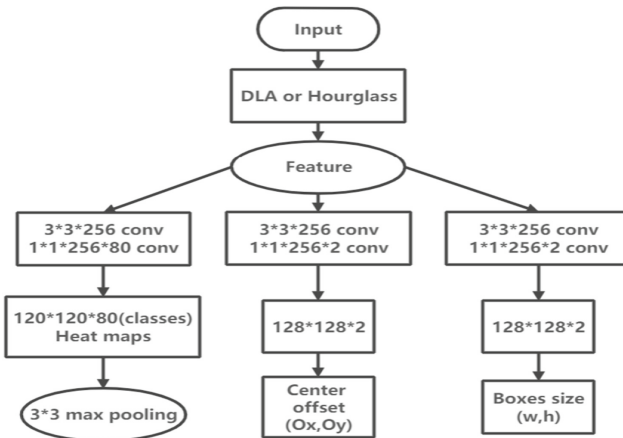 Input
DLA or Hourglass
Feature
3*3*256 conv
1*1*256*80 conv
3*3*256 conv
1*1*256*2 conv
3*3*256 conv
1*1*256*2 conv
120*120*80(classes)
Heat maps
128*128*2
128*128*2
3*3 max pooling
Center
offset
(Ox,Oy)
Boxes size
(w,h)